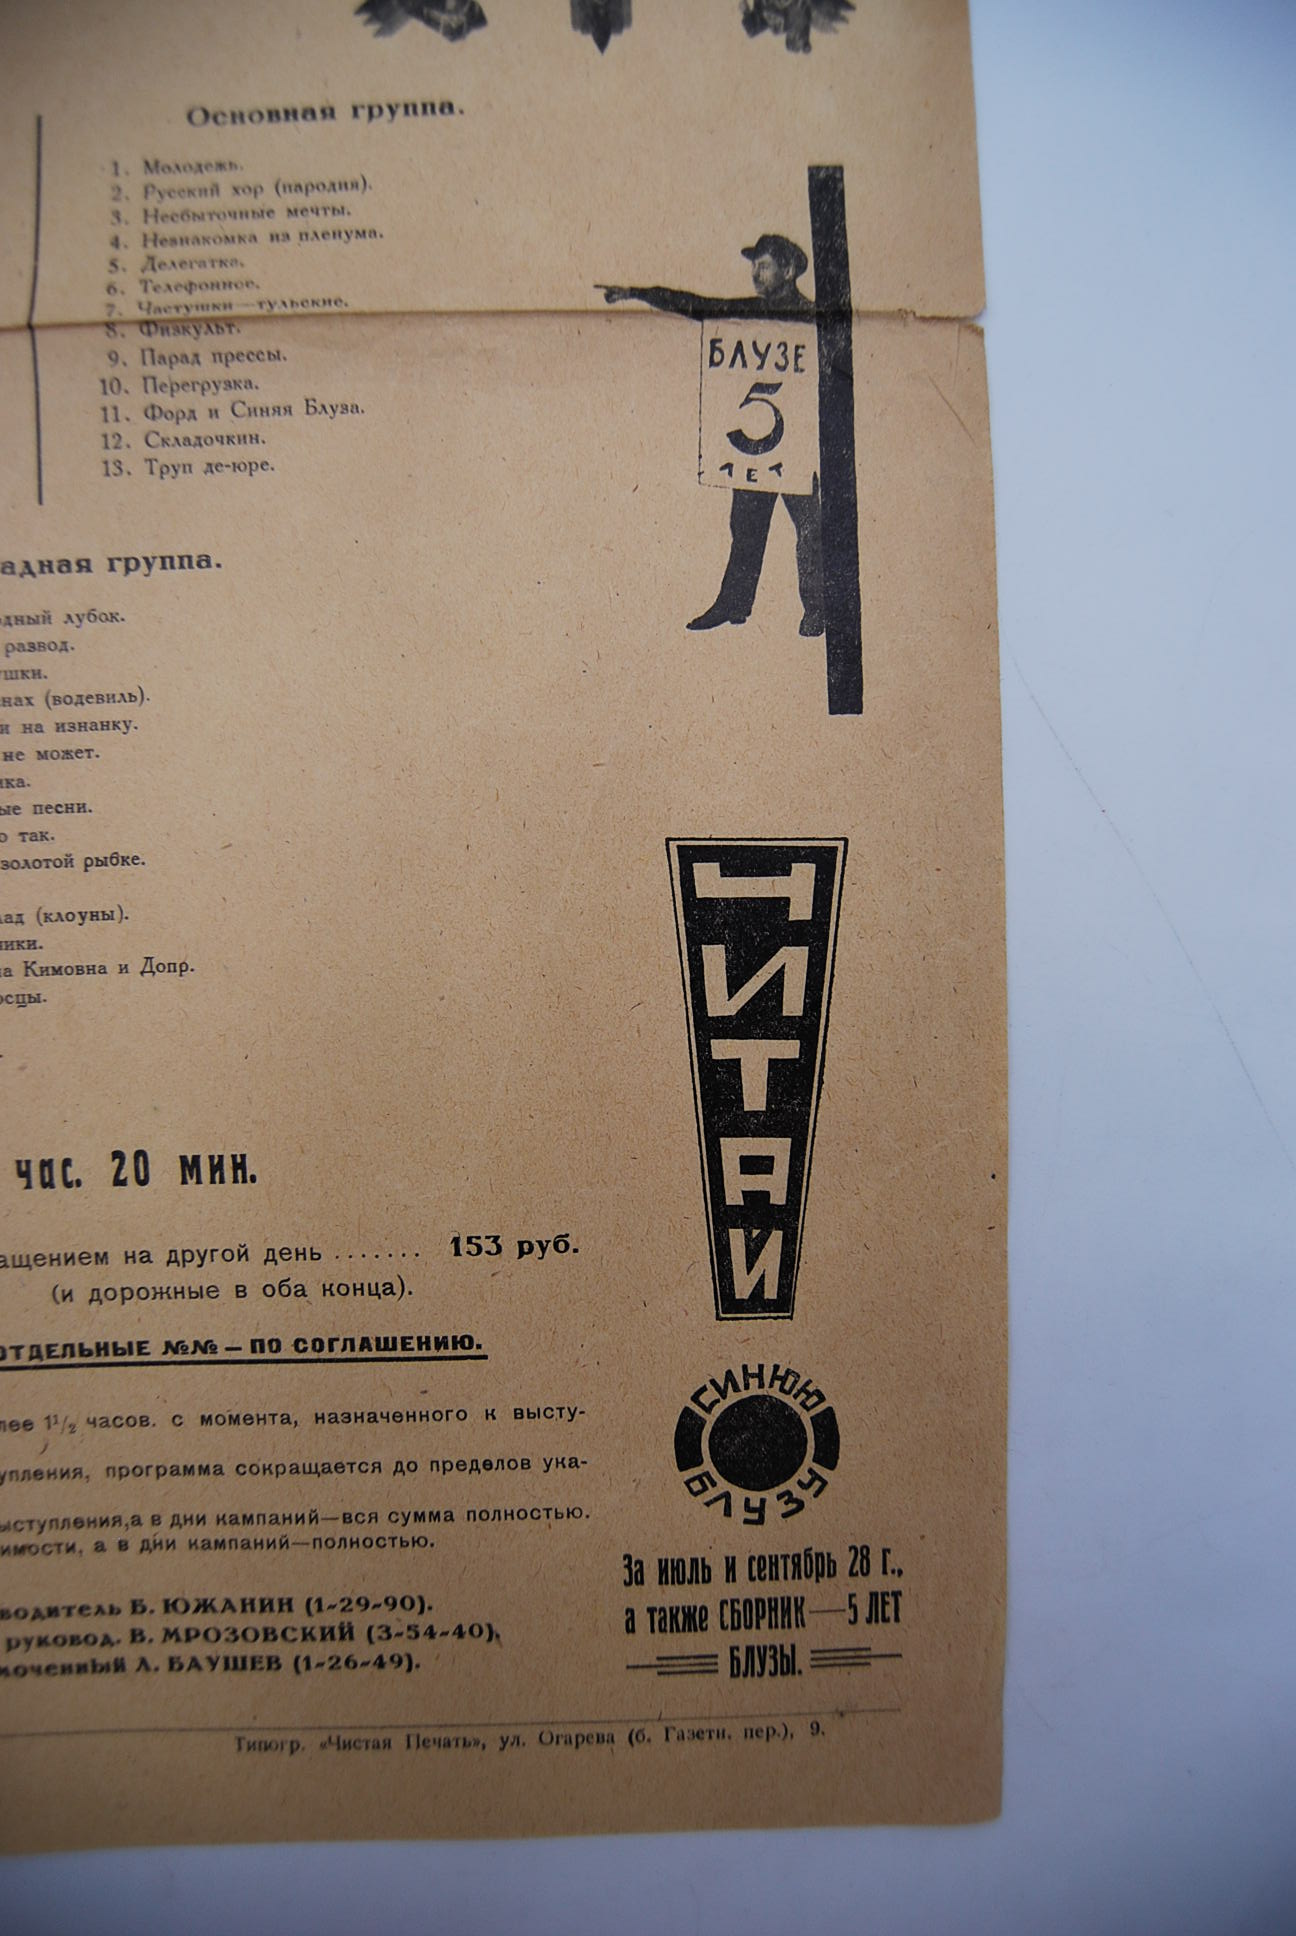 Основная группа.
1. Молодежь.
2. Русский хор (пародия).
3. Несбыточные мечты.
4. Незнакомка из пленума.
5. Делегатка.
6. Телефонное.
7. Частушки—тульские.
8. Физкульт.
9. Парад прессы.
10. Перегрузка.
11. Форд и Синяя Блуза.
12. Складочкин.
13. Труп де-юре.
БЛУЗЕ
5
ЛЕТ
адная группа.
одный лубок.
развод.
ушки.
нах (водевиль).
и на изнанку.
не может.
ика.
ые песни.
о так.
золотой рыбке.
лад (клоуны).
ники.
на Кимовна и Допр.
осцы.
час. 20 мин.
ащением на другой день ....... 153 руб.
(и дорожные в оба конца).
ОТДЕЛЬНЫЕ №№ — ПО СОГЛАШЕНИЮ.
лее 1½ часов. с момента, назначенного к высту-
упления, программа сокращается до пределов ука-
ыступления,а в дни кампаний—вся сумма полностью.
имости, а в дни кампаний—полностью.
водитель Б. ЮЖАНИН (1-29-90).
руковод. В. МРОЗОВСКИЙ (3-54-40).
моченный Л. БАУШЕВ (1-26-49).
ЧИТАЙ
СИНЮЮ
БЛУЗУ
За июль и сентябрь 28 г.,
а также СБОРНИК—5 ЛЕТ
БЛУЗЫ.
Типогр. «Чистая Печать», ул. Огарева (б. Газетн. пер.), 9.